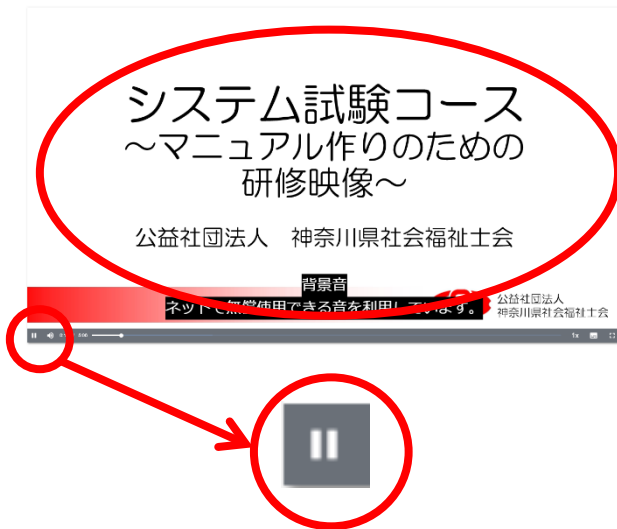 システム試験コース
～マニュアル作りのための
研修映像～
公益社団法人　神奈川県社会福祉士会
背景音
ネットで無償使用できる音を利用しています。
公益社団法人
神奈川県社会福祉士会
1x